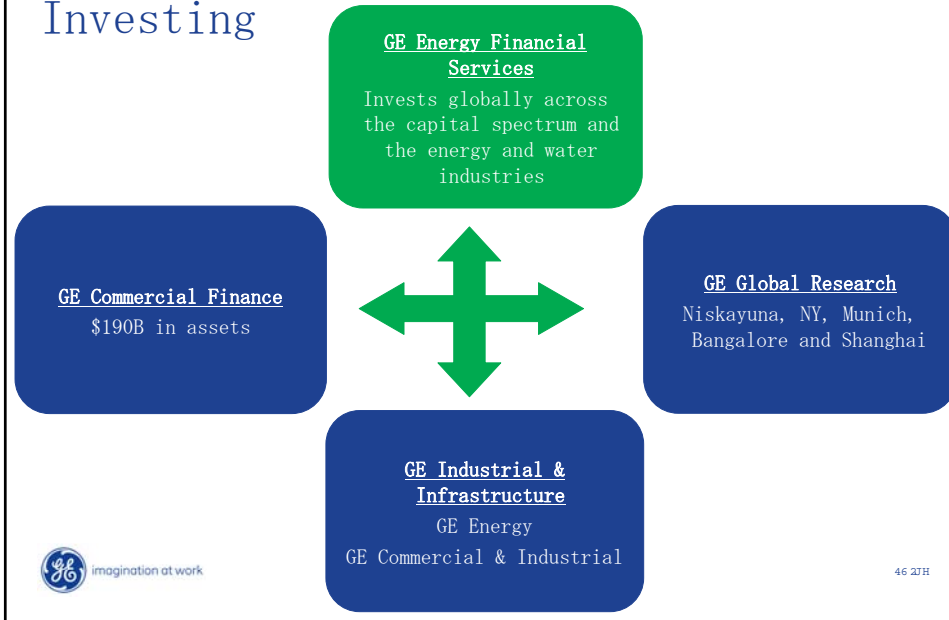 Investing
GE Energy Financial
Services
Invests globally across
the capital spectrum and
the energy and water
industries
GE Commercial Finance
$190B in assets
GE Global Research
Niskayuna, NY, Munich,
Bangalore and Shanghai
GE Industrial &
Infrastructure
GE Energy
GE Commercial & Industrial
GE imagination at work
46 2JH